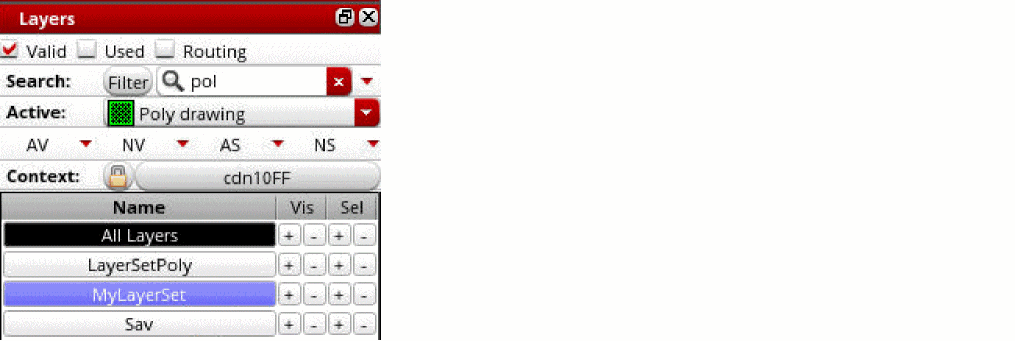 Layers
Valid Used Routing
Search: Filter pol
Active: Poly drawing
AV NV AS NS
Context: cdn10FF
Name Vis Sel
All Layers + - + -
LayerSetPoly + - + -
MyLayerSet + - + -
Sav + - + -